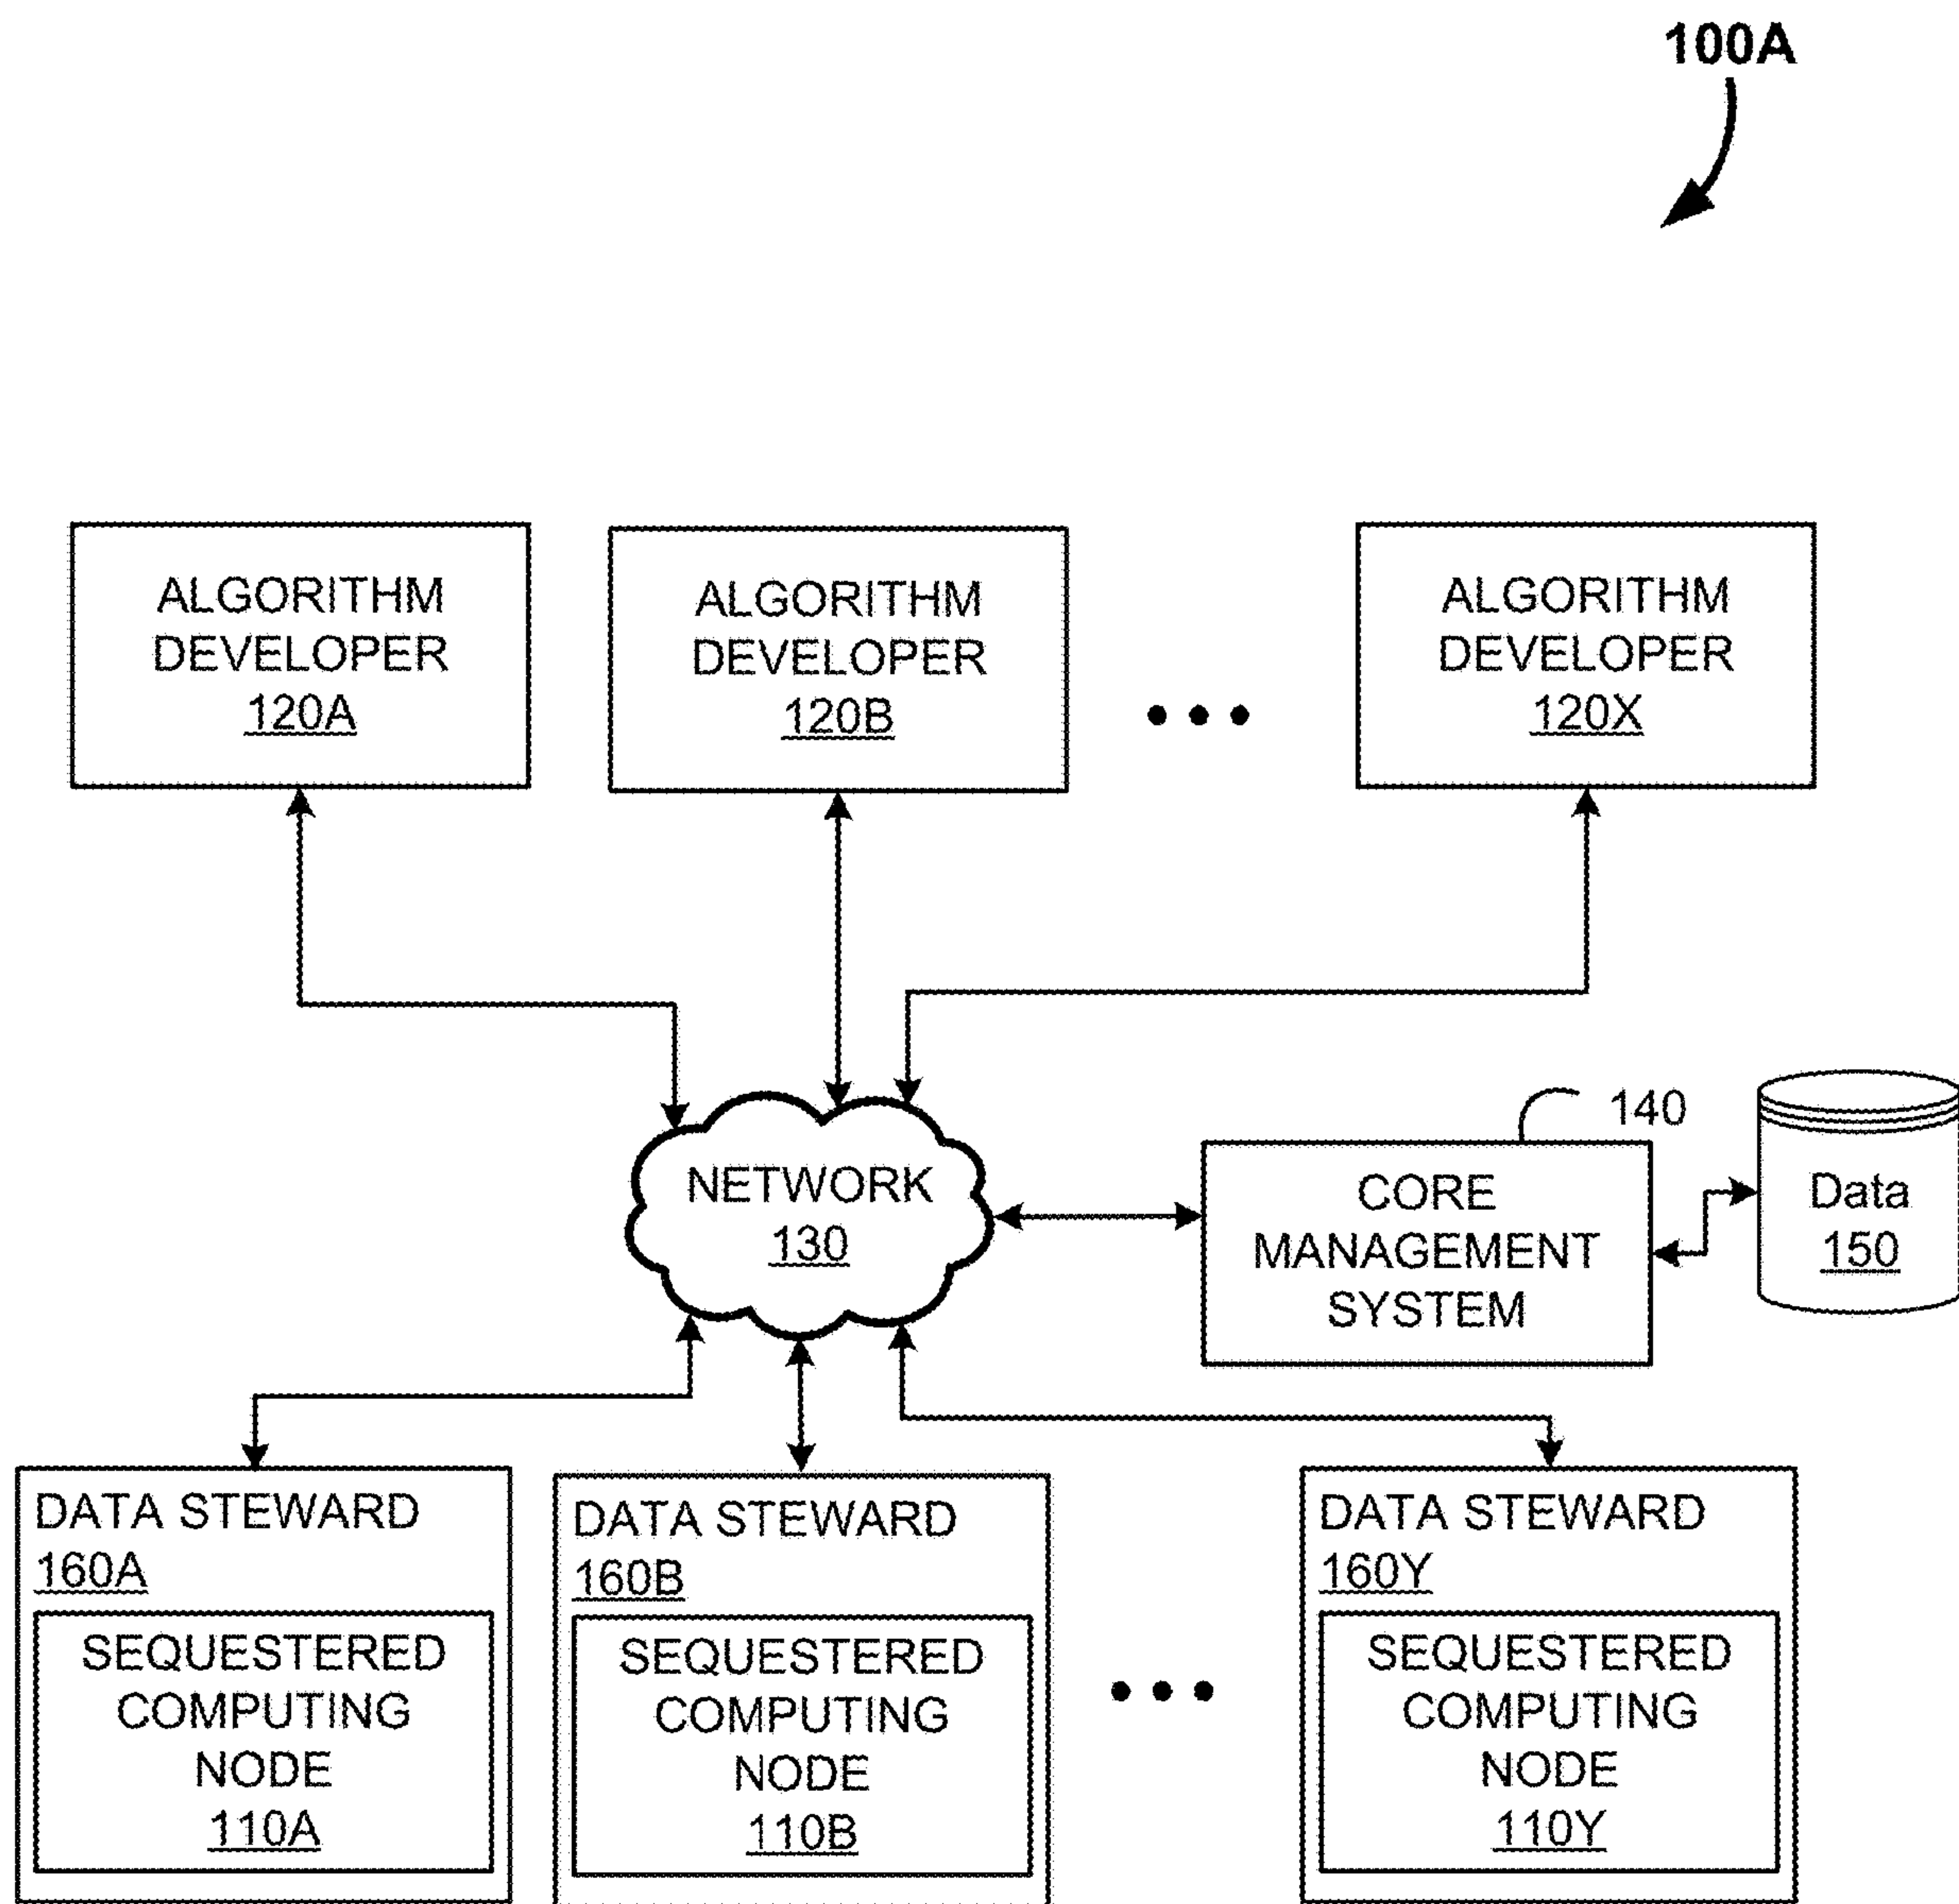 100A
ALGORITHM
DEVELOPER
120A
ALGORITHM
DEVELOPER
120B
ALGORITHM
DEVELOPER
120X
NETWORK
130
140
CORE
MANAGEMENT
SYSTEM
Data
150
DATA STEWARD
160A
SEQUESTERED
COMPUTING
NODE
110A
DATA STEWARD
160B
SEQUESTERED
COMPUTING
NODE
110B
DATA STEWARD
160Y
SEQUESTERED
COMPUTING
NODE
110Y